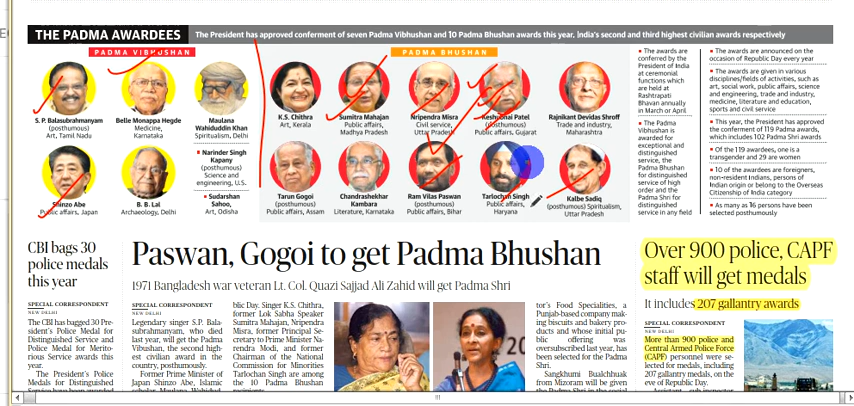 THE PADMA AWARDEES
The President has approved conferment of seven Padma Vibhushan and 10 Padma Bhushan awards this year, India's second and third highest civilian awards respectively
PADMA VIBHUSHAN
S. P. Balasubrahmanyam
(posthumous)
Art, Tamil Nadu
Belle Monappa Hegde
Medicine,
Karnataka
Maulana
Wahiduddin Khan
Spiritualism, Delhi
Shinzo Abe
Public affairs, Japan
B. B. Lal
Archaeology, Delhi
Narinder Singh
Kapany
(posthumous)
Science and
engineering, U.S.
Sudarshan
Sahoo,
Art, Odisha
PADMA BHUSHAN
K.S. Chithra
Art, Kerala
Sumitra Mahajan
Public affairs,
Madhya Pradesh
Nripendra Misra
Civil service,
Uttar Pradesh
Keshubhai Patel
(posthumous)
Public affairs, Gujarat
Rajnikant Devidas Shroff
Trade and industry,
Maharashtra
Tarun Gogoi
(posthumous)
Public affairs, Assam
Chandrashekhar
Kambara
Literature, Karnataka
Ram Vilas Paswan
(posthumous)
Public affairs, Bihar
Tarlochan Singh
Public affairs,
Haryana
Kalbe Sadiq
(posthumous) Spiritualism,
Uttar Pradesh
The awards are
conferred by the
President of India
at ceremonial
functions which
are held at
Rashtrapati
Bhavan annually
in March or April
The Padma
Vibhushan is
awarded for
exceptional and
distinguished
service, the
Padma Bhushan
for distinguished
service of high
order and the
Padma Shri for
distinguished
service in any field
The awards are announced on the
occasion of Republic Day every year
The awards are given in various
disciplines/fields of activities, such as
art, social work, public affairs, science
and engineering, trade and industry,
medicine, literature and education,
sports and civil service
This year, the President has approved
the conferment of 119 Padma awards,
which includes 102 Padma Shri awards
Of the 119 awardees, one is a
transgender and 29 are women
10 of the awardees are foreigners,
non-resident Indians, persons of
Indian origin or belong to the Overseas
Citizenship of India category
As many as 16 persons have been
selected posthumously
CBI bags 30
police medals
this year
SPECIAL CORRESPONDENT
NEW DELHI
The CBI has bagged 30 Pre-
sident's Police Medal for
Distinguished Service and
Police Medal for Merito-
rious Service awards this
year.
The President's Police
Medals for Distinguished
Paswan, Gogoi to get Padma Bhushan
1971 Bangladesh war veteran Lt. Col. Quazi Sajjad Ali Zahid will get Padma Shri
SPECIAL CORRESPONDENT
NEW DELHI
Legendary singer S.P. Bala-
subrahmanyam, who died
last year, will get the Padma
Vibhushan, the second high-
est civilian award in the
country, posthumously.
Former Prime Minister of
Japan Shinzo Abe, Islamic
blic Day. Singer K.S. Chithra,
former Lok Sabha Speaker
Sumitra Mahajan, Nripendra
Misra, former Principal Se-
cretary to Prime Minister Na-
rendra Modi, and former
Chairman of the National
Commission for Minorities
Tarlochan Singh are among
the 10 Padma Bhushan
tor's Food Specialities, a
Punjab-based company mak-
ing biscuits and bakery pro-
ducts and whose initial pu-
blic offering was
oversubscribed last year, has
been selected for the Padma
Shri.
Sangkhumi Bualchhuak
from Mizoram will be given
Over 900 police, CAPF
staff will get medals
It includes 207 gallantry awards
SPECIAL CORRESPONDENT
NEW DELHI
More than 900 police and
Central Armed Police Force
(CAPF) personnel were se-
lected for medals, including
207 gallantry medals, on the
eve of Republic Day.